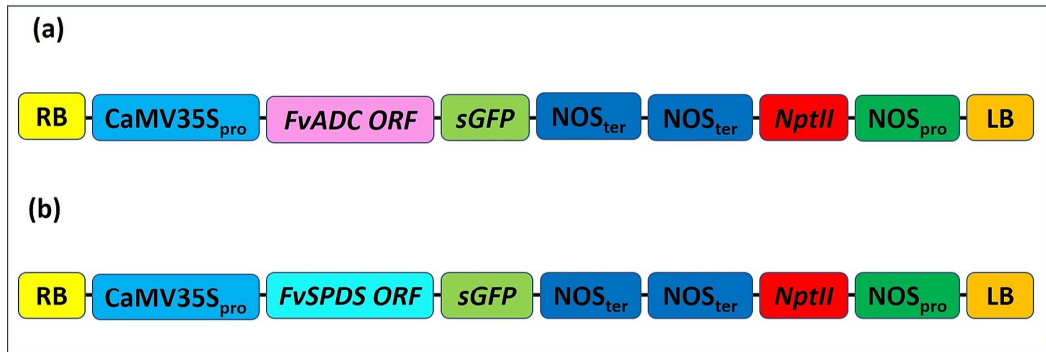 (a)
RB CaMV35Spro FvADC ORF sGFP NOSter NOSter NptII NOSpro LB
(b)
RB CaMV35Spro FvSPDS ORF sGFP NOSter NOSter NptII NOSpro LB